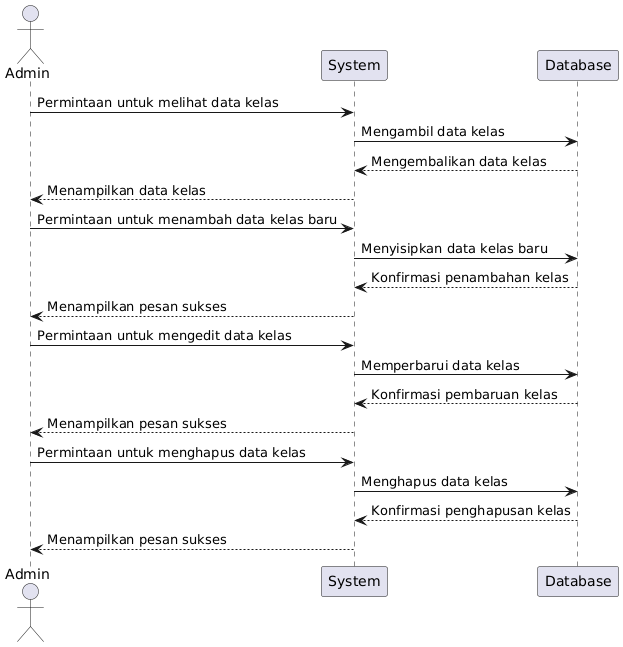 Admin
System
Database
Permintaan untuk melihat data kelas
Mengambil data kelas
Mengembalikan data kelas
Menampilkan data kelas
Permintaan untuk menambah data kelas baru
Menyisipkan data kelas baru
Konfirmasi penambahan kelas
Menampilkan pesan sukses
Permintaan untuk mengedit data kelas
Memperbarui data kelas
Konfirmasi pembaruan kelas
Menampilkan pesan sukses
Permintaan untuk menghapus data kelas
Menghapus data kelas
Konfirmasi penghapusan kelas
Menampilkan pesan sukses
Admin
System
Database